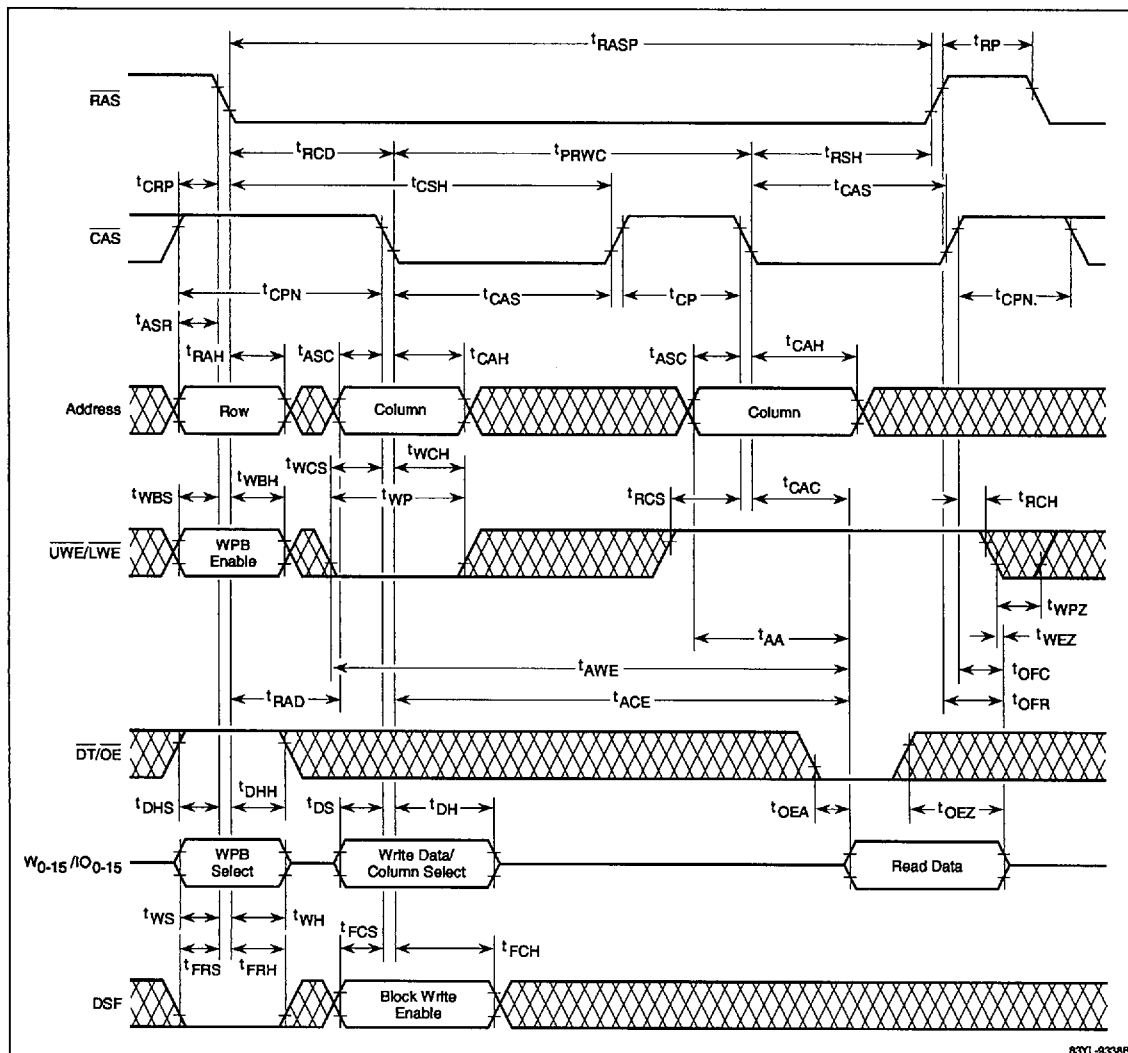 tRASP
tRP
RAS
tRCD
tPRWC
tRSH
tCRP
tCSH
tCAS
CAS
tCPN
tCAS
tCP
tCPN.
tASR
tRAH
tASC
tCAH
tASC
tCAH
Address
Row
Column
Column
tWCS
tWCH
tWBS
tWBH
tWP
tRCS
tCAC
tRCH
UWE/LWE
WPB
Enable
tWPZ
tAA
tWEZ
tAWE
tOFC
tRAD
tACE
tOFR
DT/OE
tDHS
tDHH
tDS
tDH
tOEA
tOEZ
W0-15/IO0-15
WPB
Select
Write Data/
Column Select
Read Data
tWS
tWH
tFCS
tFCH
tFRS
tFRH
DSF
Block Write
Enable
83YL-9338B